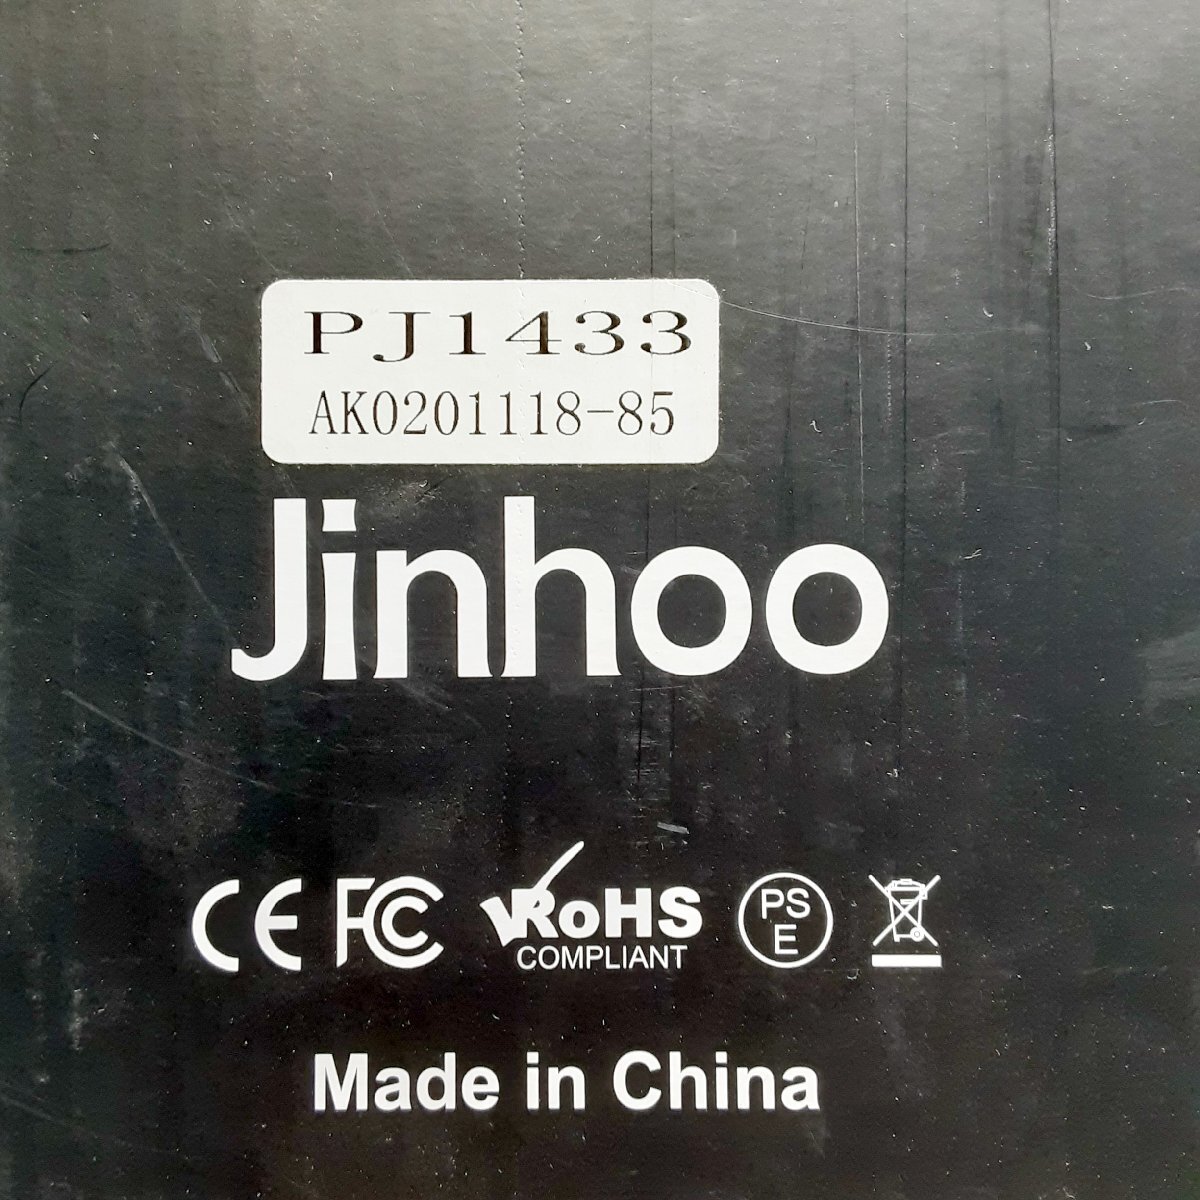 PJ1433
AK0201118-85
Jinhoo
CE FC RoHS PS
COMPLIANT E
Made in China